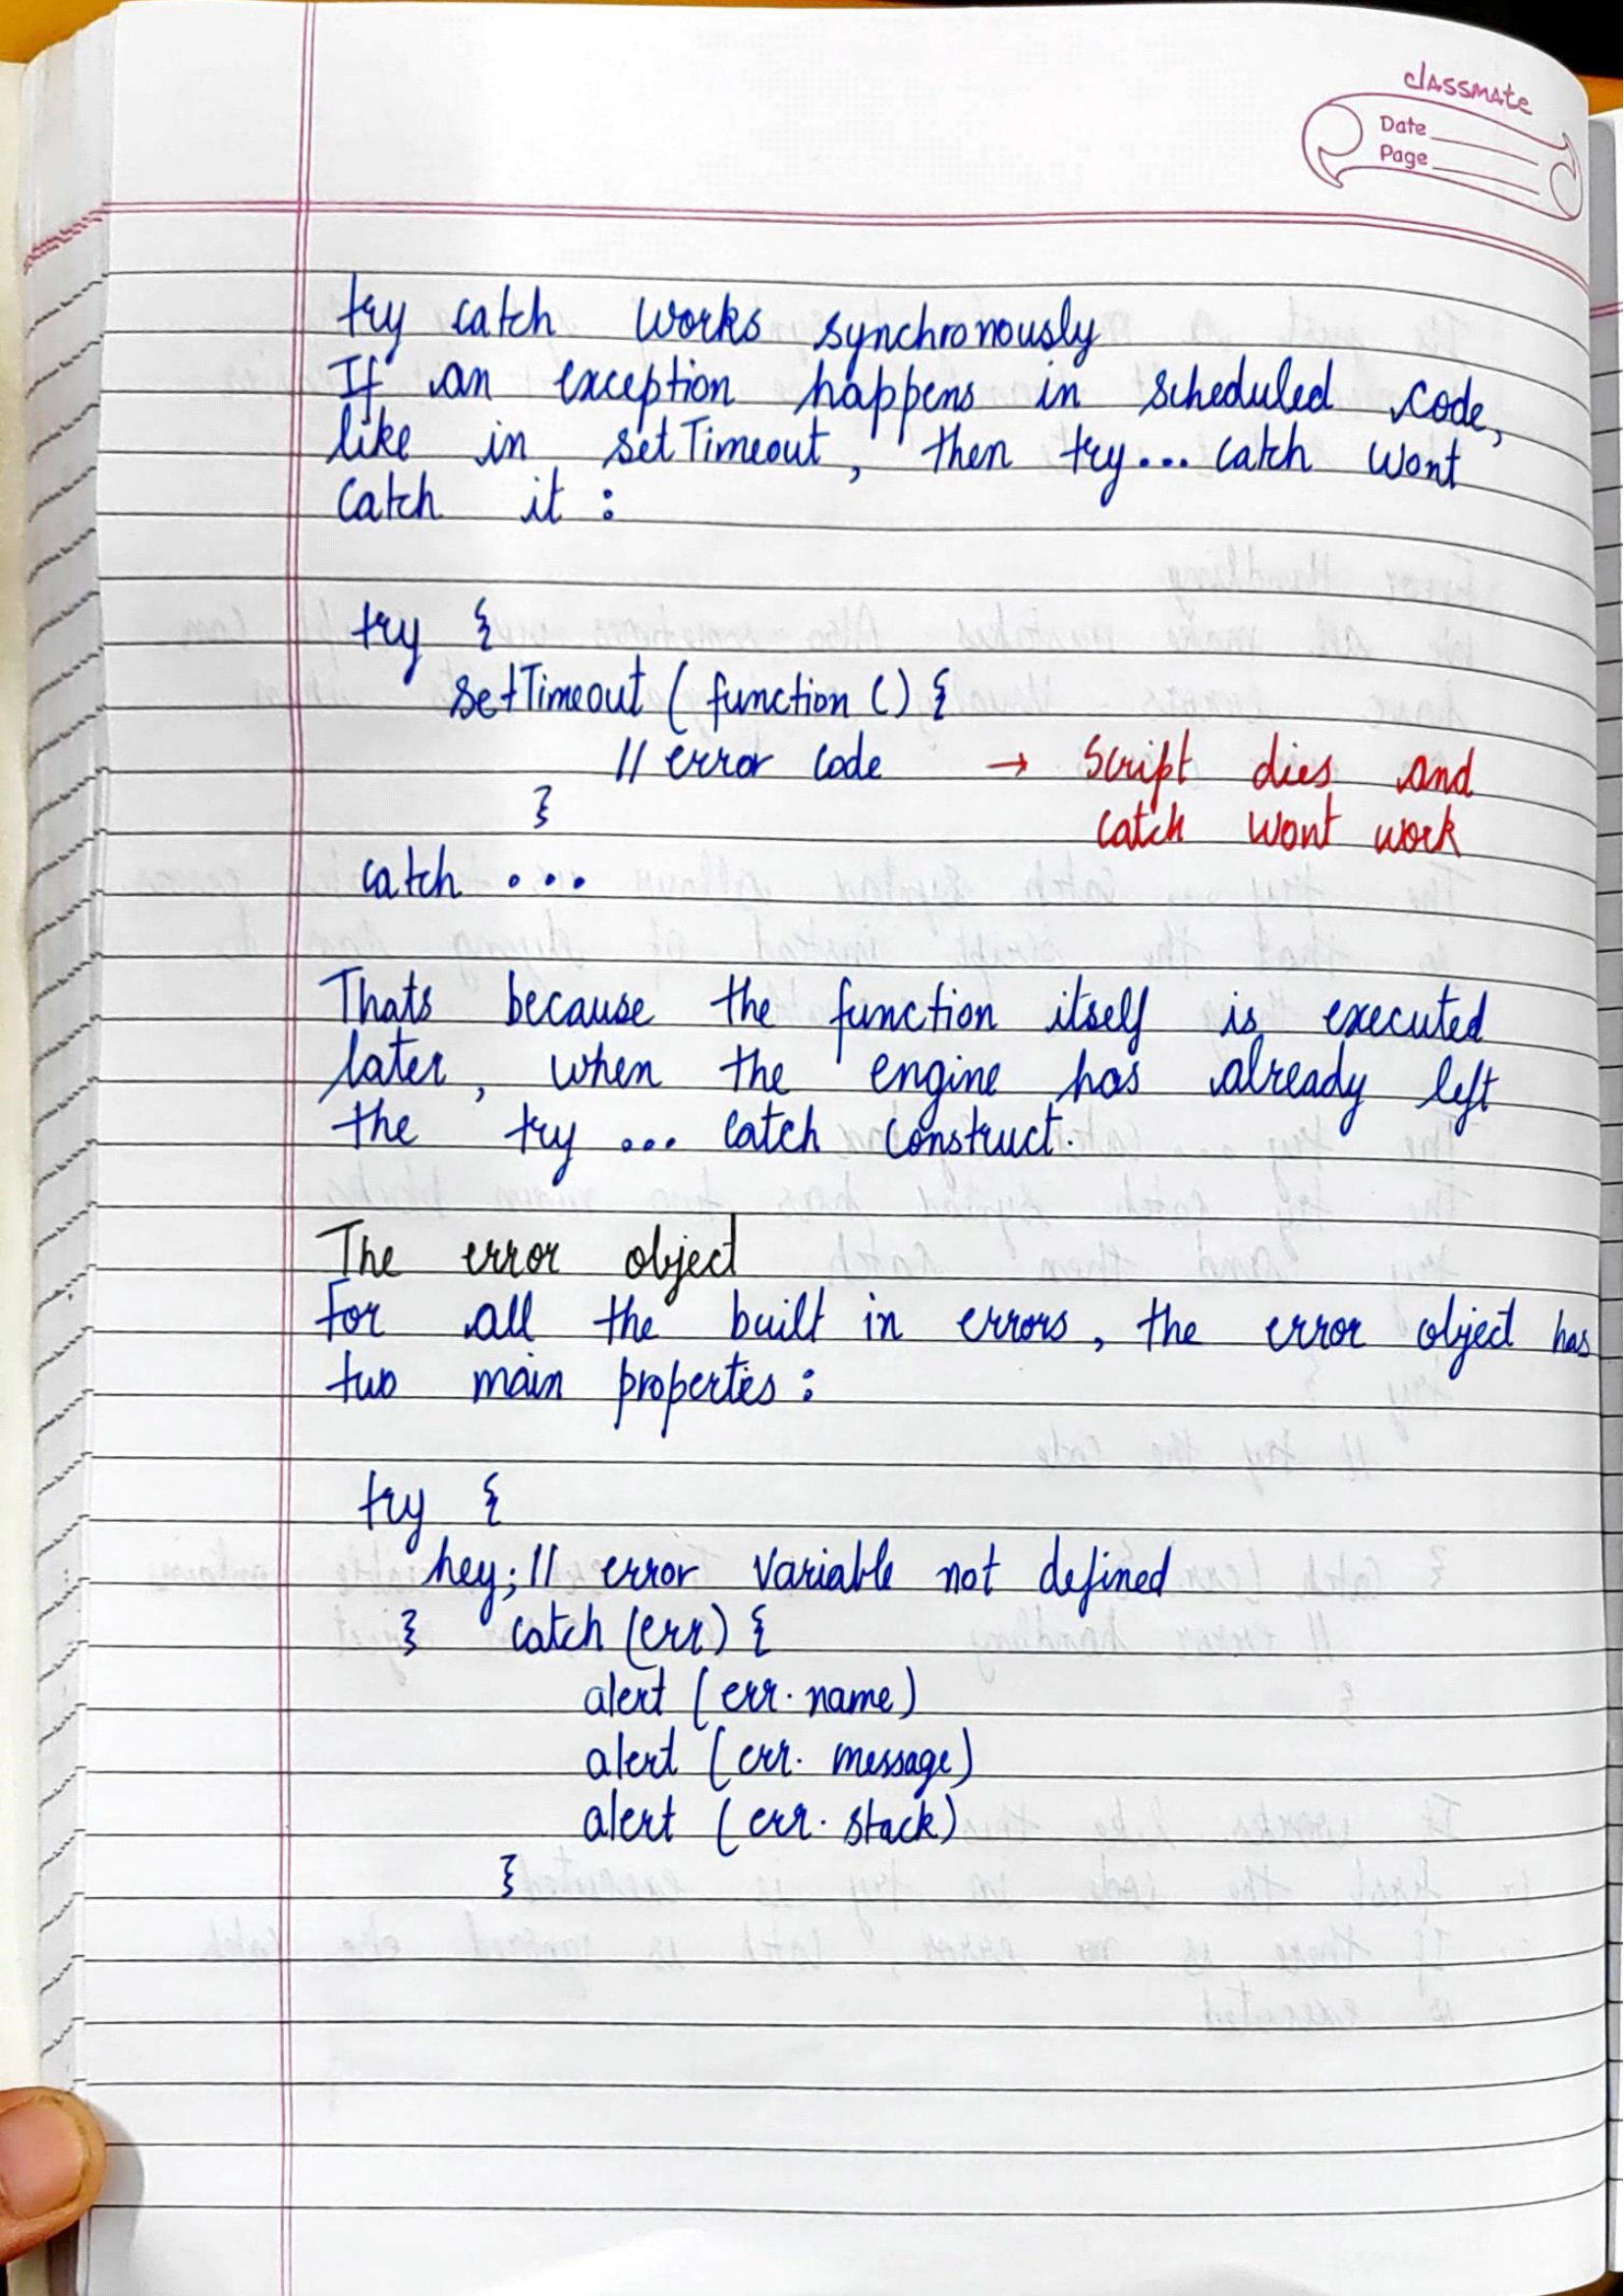 classmate
Date
Page
try catch works synchronously
If an exception happens in scheduled code,
like in setTimeout, then try... catch wont
catch it :
try {
setTimeout ( function () {
// error code → Script dies and
} catch wont work
catch ...
Thats because the function itself is executed
later, when the engine has already left
the try ... catch construct.
The error object
For all the built in errors, the error object has
two main properties :
try {
hey; // error variable not defined
} catch (err) {
alert (err. name)
alert (err. message)
alert (err. stack)
}